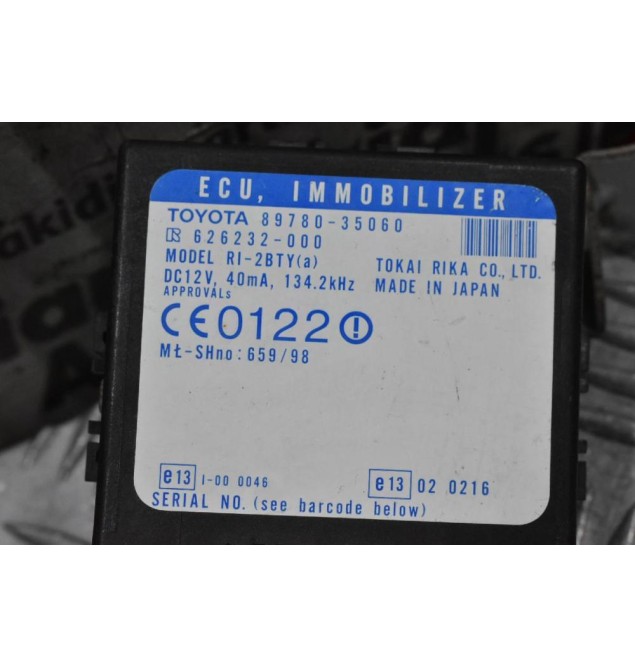 ECU, IMMOBILIZER
TOYOTA 89780-35060
R 626232-000
MODEL RI-2BTY(a) TOKAI RIKA CO., LTD.
DC12V, 40mA, 134.2kHz MADE IN JAPAN
APPROVALs
CE0122
MŁ-SHno: 659/98
e13 I-00 0046 e13 02 0216
SERIAL NO. (see barcode below)